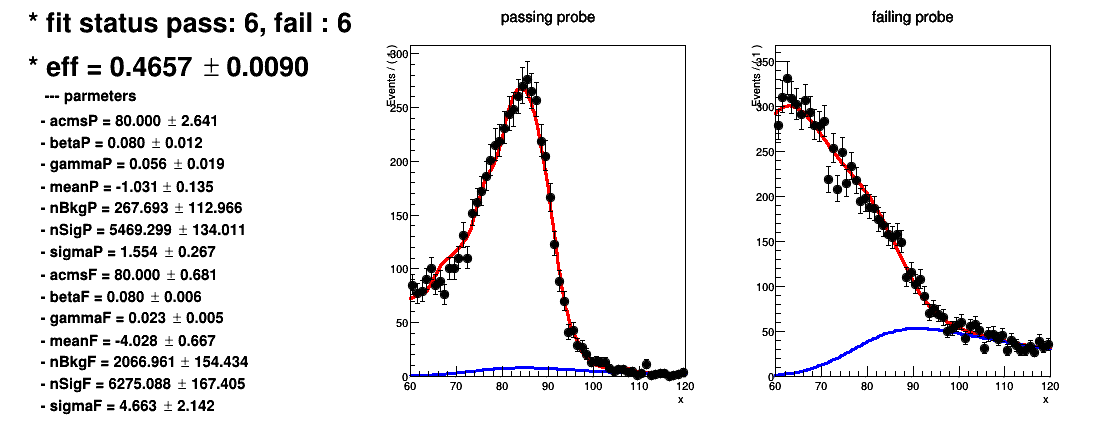 * fit status pass: 6, fail : 6
* eff = 0.4657 ± 0.0090
--- parmeters
- acmsP = 80.000 ± 2.641
- betaP = 0.080 ± 0.012
- gammaP = 0.056 ± 0.019
- meanP = -1.031 ± 0.135
- nBkgP = 267.693 ± 112.966
- nSigP = 5469.299 ± 134.011
- sigmaP = 1.554 ± 0.267
- acmsF = 80.000 ± 0.681
- betaF = 0.080 ± 0.006
- gammaF = 0.023 ± 0.005
- meanF = -4.028 ± 0.667
- nBkgF = 2066.961 ± 154.434
- nSigF = 6275.088 ± 167.405
- sigmaF = 4.663 ± 2.142
passing probe
Events / ( 1 )
300
250
200
150
100
50
0
60 70 80 90 100 110 120
x
failing probe
Events / ( 1 )
350
300
250
200
150
100
50
0
60 70 80 90 100 110 120
x